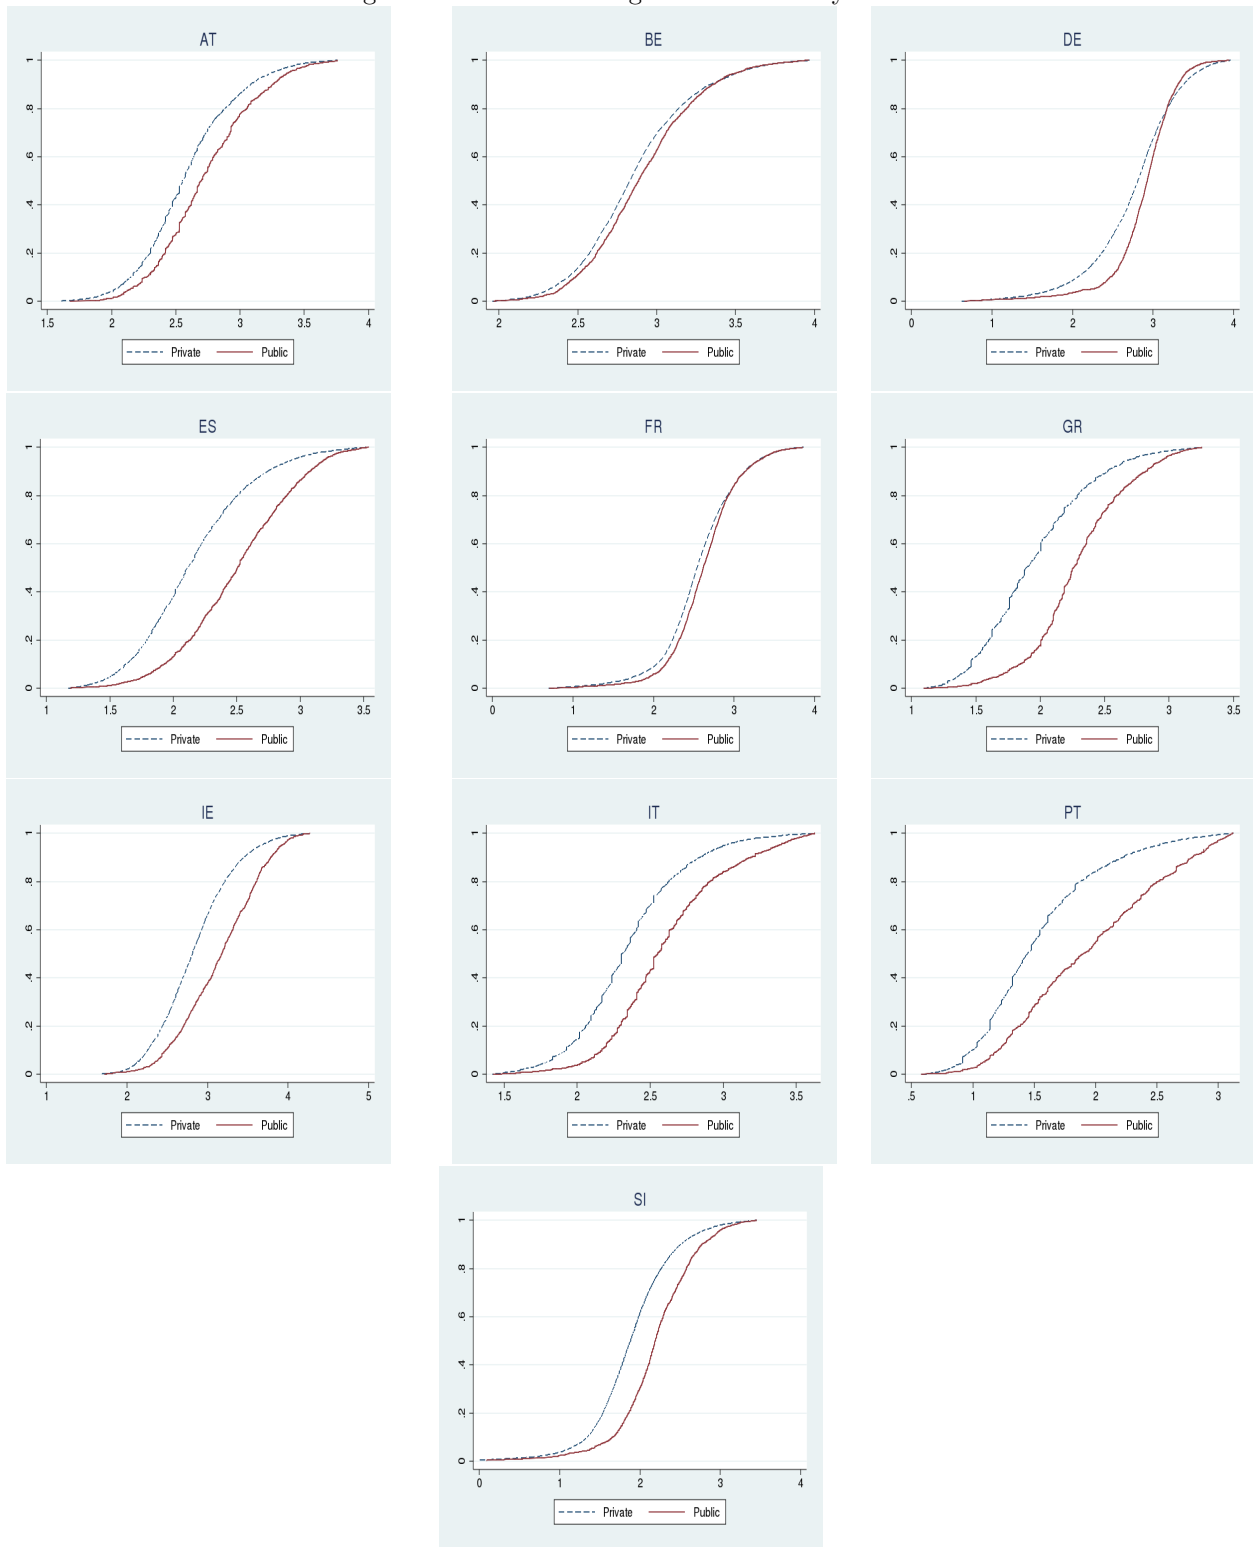 AT
BE
DE
1
.8
.6
.4
.2
0
1.5 2 2.5 3 3.5 4
Private Public
1
.8
.6
.4
.2
0
2 2.5 3 3.5 4
Private Public
1
.8
.6
.4
.2
0
0 1 2 3 4
Private Public
ES
FR
GR
1
.8
.6
.4
.2
0
1 1.5 2 2.5 3 3.5
Private Public
1
.8
.6
.4
.2
0
0 1 2 3 4
Private Public
1
.8
.6
.4
.2
0
1 1.5 2 2.5 3 3.5
Private Public
IE
IT
PT
1
.8
.6
.4
.2
0
1 2 3 4 5
Private Public
1
.8
.6
.4
.2
0
1.5 2 2.5 3 3.5
Private Public
1
.8
.6
.4
.2
0
.5 1 1.5 2 2.5 3
Private Public
SI
1
.8
.6
.4
.2
0
0 1 2 3 4
Private Public